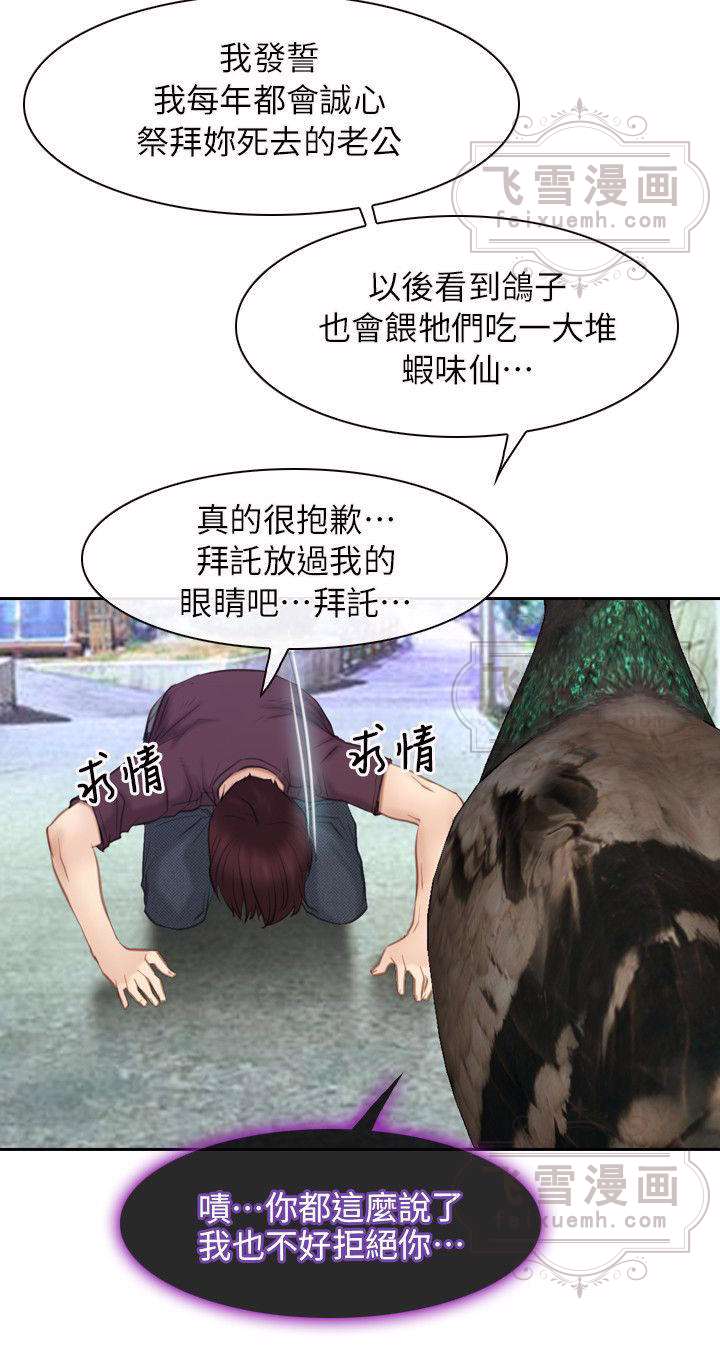 我發誓
我每年都會誠心
祭拜妳死去的老公
飞雪漫画
feixuemh.com
以後看到鴿子
也會餵牠們吃一大堆
蝦味仙…
真的很抱歉…
拜託放過我的
眼睛吧…拜託…
求情
求情
嘖…你都這麼說了
我也不好拒絕你…
飞雪漫画
feixuemh.com